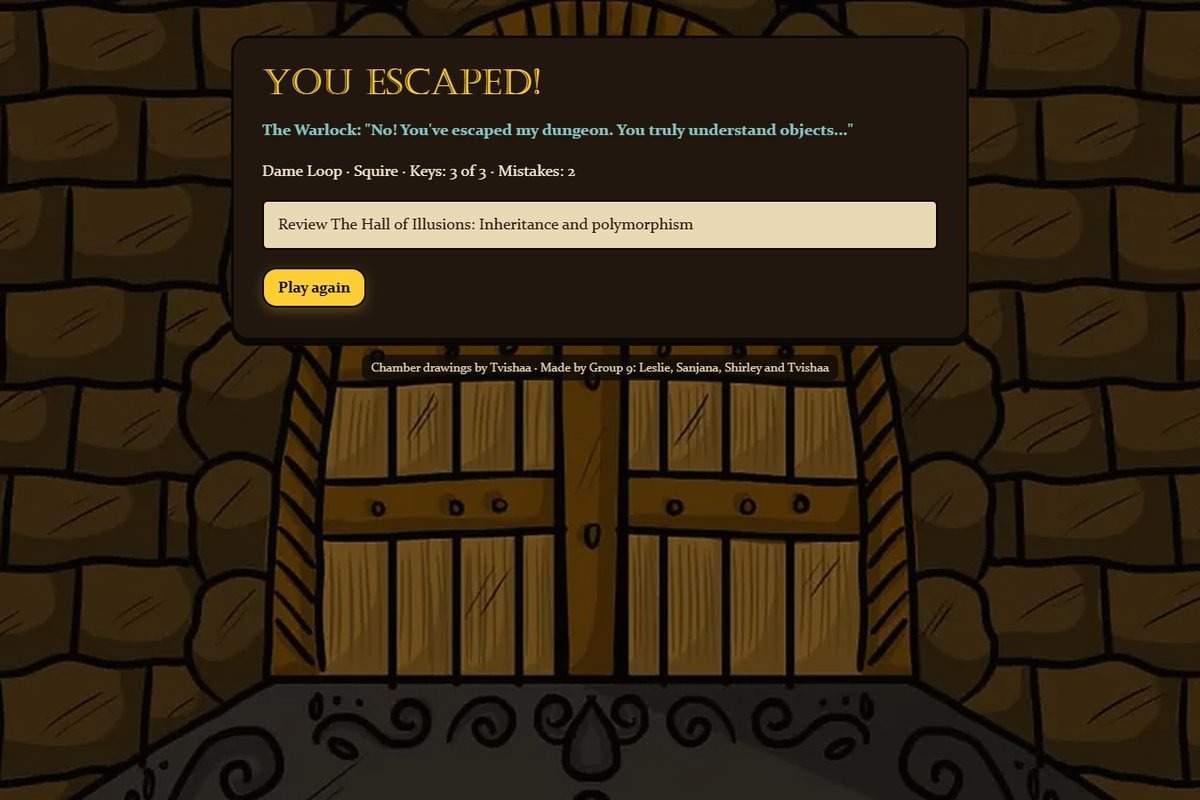 YOU ESCAPED!
The Warlock: "No! You've escaped my dungeon. You truly understand objects..."
Dame Loop · Squire · Keys: 3 of 3 · Mistakes: 2
Review The Hall of Illusions: Inheritance and polymorphism
Play again
Chamber drawings by Tvishaa · Made by Group 9: Leslie, Sanjana, Shirley and Tvishaa